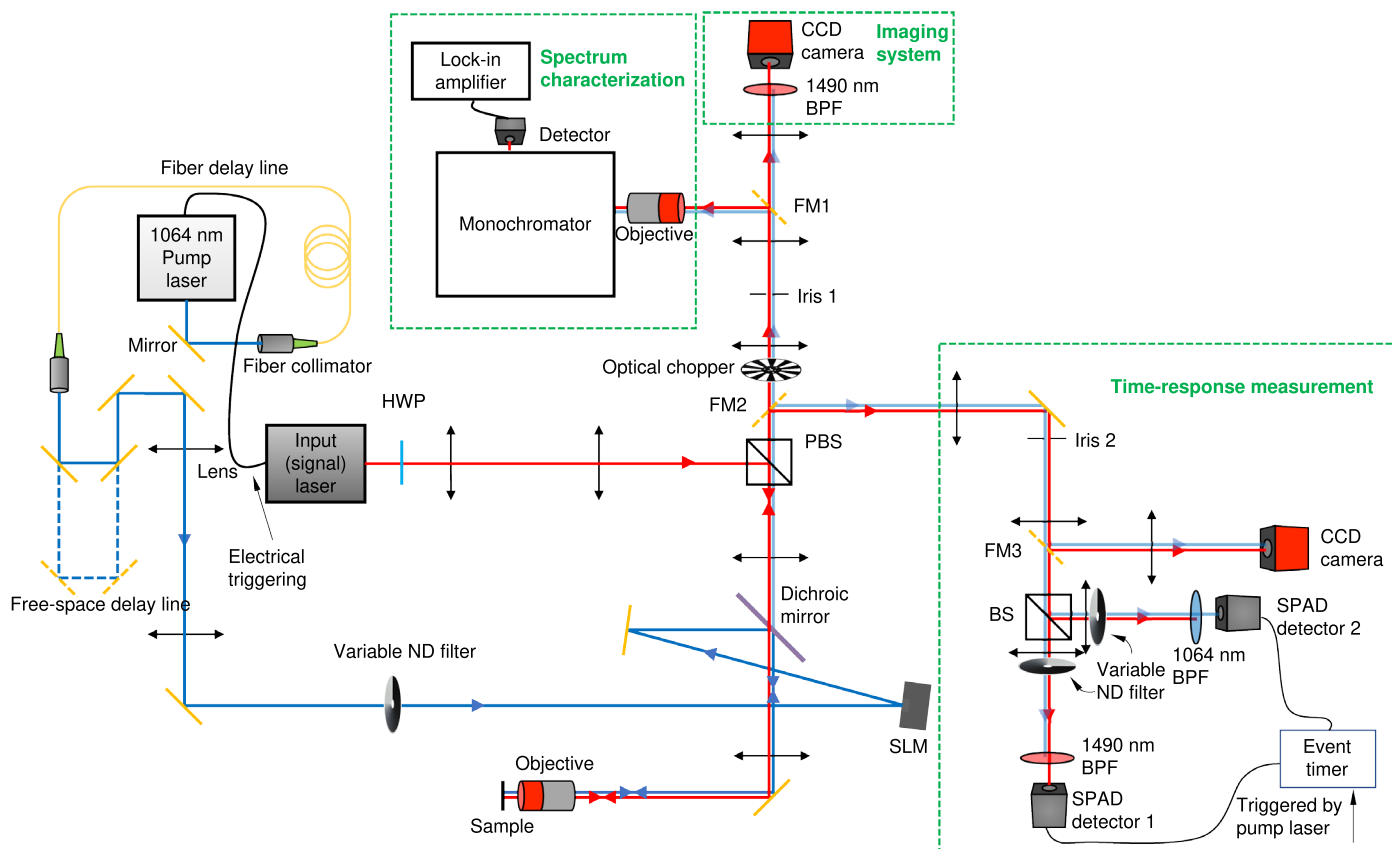 CCD
camera
Imaging
system
1490 nm
BPF
Lock-in
amplifier
Spectrum
characterization
Detector
Monochromator
Objective
FM1
Iris 1
Fiber delay line
1064 nm
Pump
laser
Mirror
Fiber collimator
Optical chopper
FM2
PBS
HWP
Input
(signal)
laser
Lens
Electrical
triggering
Free-space delay line
Variable ND filter
Dichroic
mirror
SLM
Objective
Sample
Time-response measurement
Iris 2
FM3
CCD
camera
BS
SPAD
detector 2
1064 nm
BPF
Variable
ND filter
1490 nm
BPF
SPAD
detector 1
Event
timer
Triggered by
pump laser